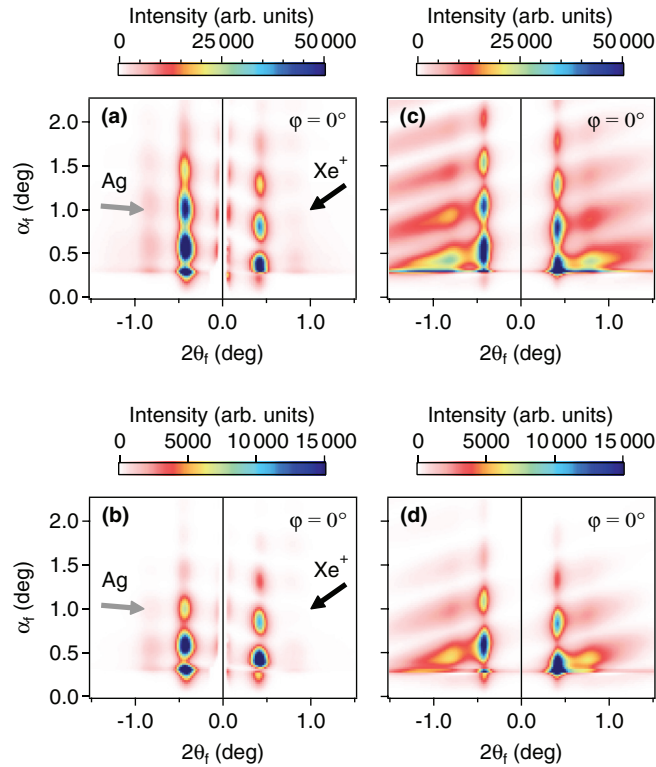 Intensity (arb. units)
0 25 000 50 000
Intensity (arb. units)
0 25 000 50 000
(a) φ = 0°
Ag
Xe⁺
(c) φ = 0°
2.0
1.5
1.0
0.5
0.0
αf (deg)
-1.0 0.0 1.0
2θf (deg)
-1.0 0.0 1.0
2θf (deg)
Intensity (arb. units)
0 5000 10 000 15 000
Intensity (arb. units)
0 5000 10 000 15 000
(b) φ = 0°
Ag
Xe⁺
(d) φ = 0°
2.0
1.5
1.0
0.5
0.0
αf (deg)
-1.0 0.0 1.0
2θf (deg)
-1.0 0.0 1.0
2θf (deg)